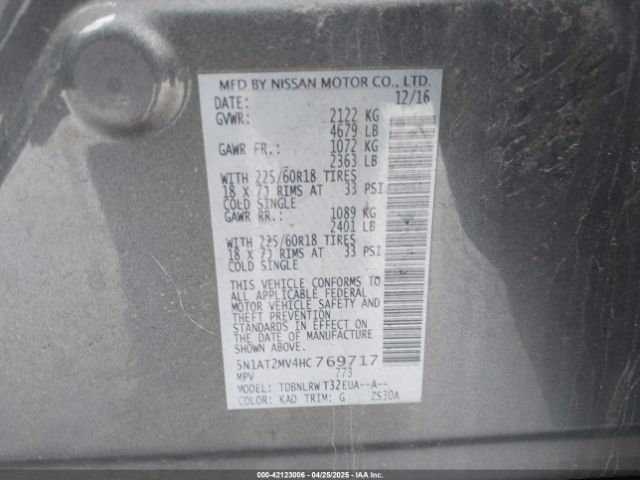 MFD BY NISSAN MOTOR CO., LTD.
DATE: 12/16
GVWR: 2122 KG
4679 LB
GAWR FR.: 1072 KG
2363 LB
WITH 225/60R18 TIRES
18 X 7J RIMS AT 33 PSI
COLD SINGLE
GAWR RR.: 1089 KG
2401 LB
WITH 225/60R18 TIRES
18 X 7J RIMS AT 33 PSI
COLD SINGLE
THIS VEHICLE CONFORMS TO
ALL APPLICABLE FEDERAL
MOTOR VEHICLE SAFETY AND
THEFT PREVENTION
STANDARDS IN EFFECT ON
THE DATE OF MANUFACTURE
SHOWN ABOVE.
5N1AT2MV4HC769717
MPV 773
MODEL: TDBNLRW T32EUA--A--
COLOR: KAD TRIM: G ZS30A
000-42123006 - 04/25/2025 - IAAI.COM